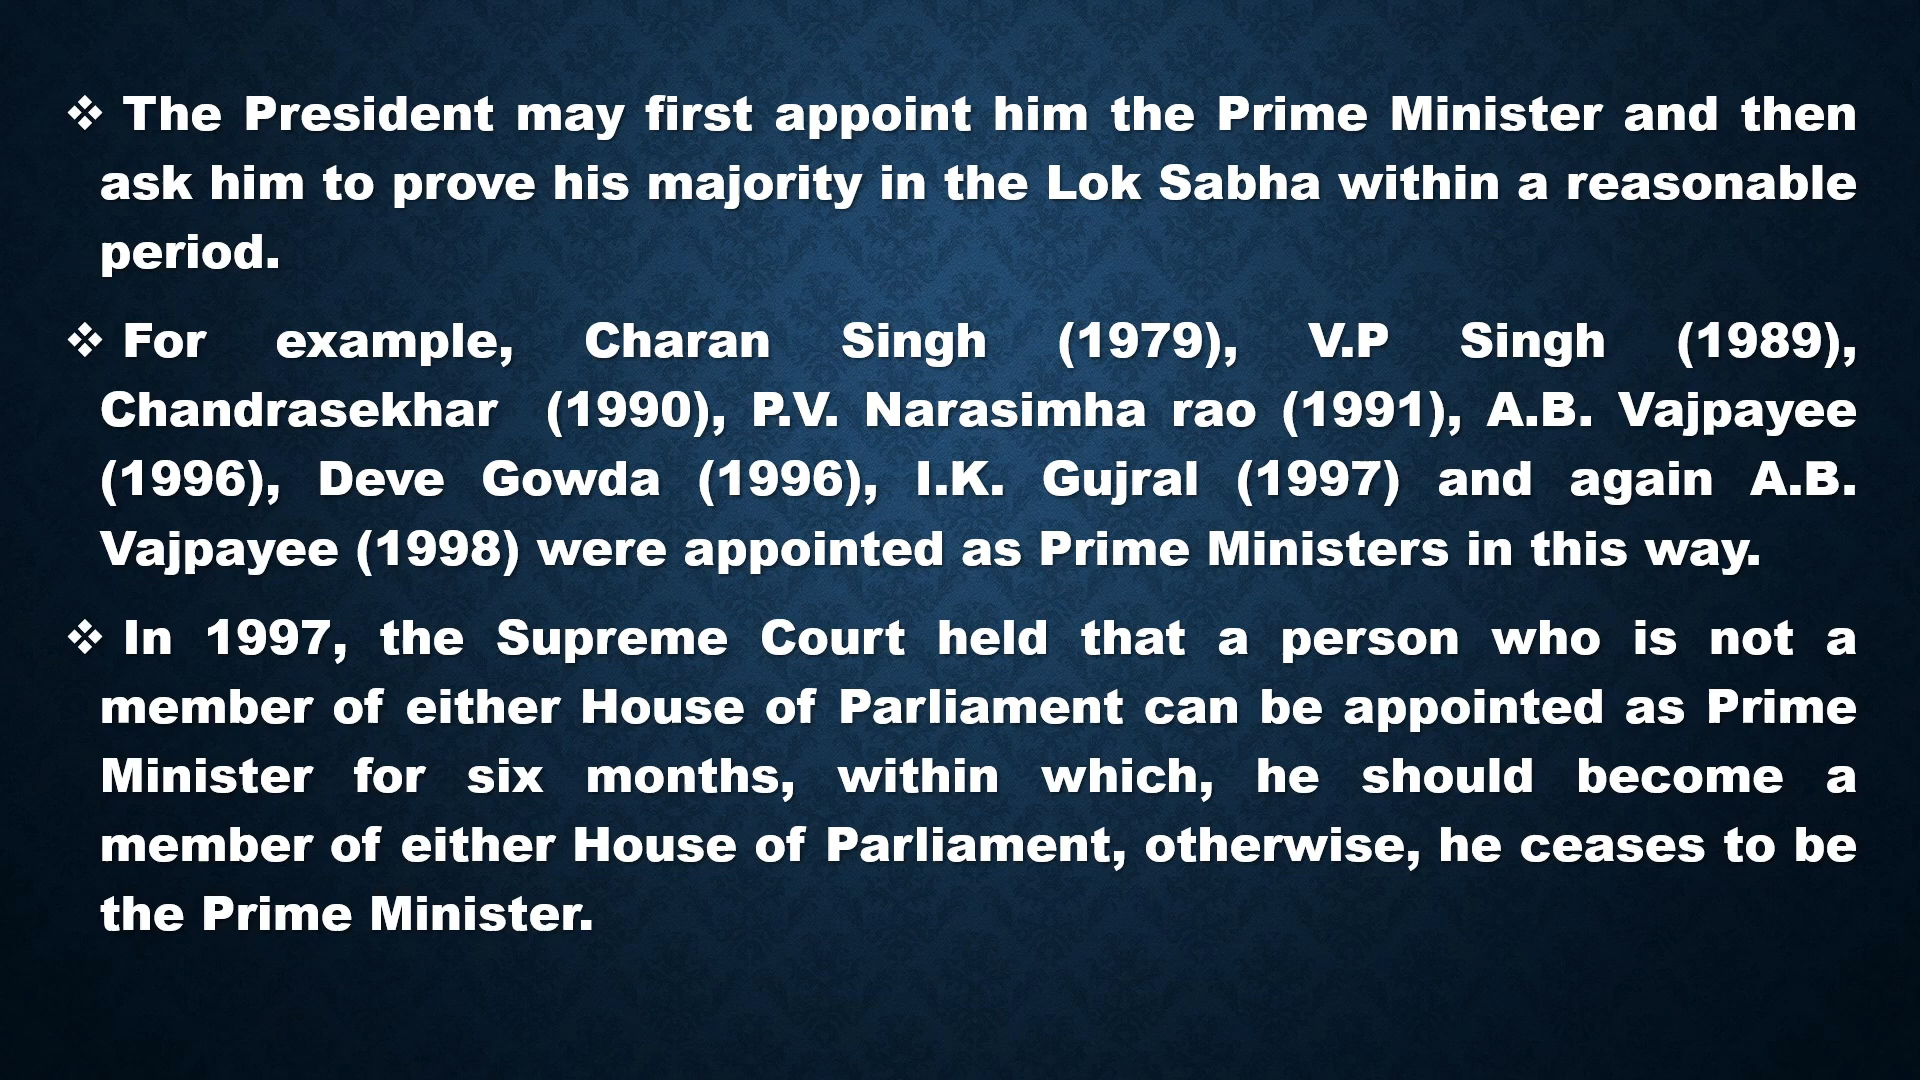 ❖ The President may first appoint him the Prime Minister and then
ask him to prove his majority in the Lok Sabha within a reasonable
period.
❖ For example, Charan Singh (1979), V.P Singh (1989),
Chandrasekhar (1990), P.V. Narasimha rao (1991), A.B. Vajpayee
(1996), Deve Gowda (1996), I.K. Gujral (1997) and again A.B.
Vajpayee (1998) were appointed as Prime Ministers in this way.
❖ In 1997, the Supreme Court held that a person who is not a
member of either House of Parliament can be appointed as Prime
Minister for six months, within which, he should become a
member of either House of Parliament, otherwise, he ceases to be
the Prime Minister.